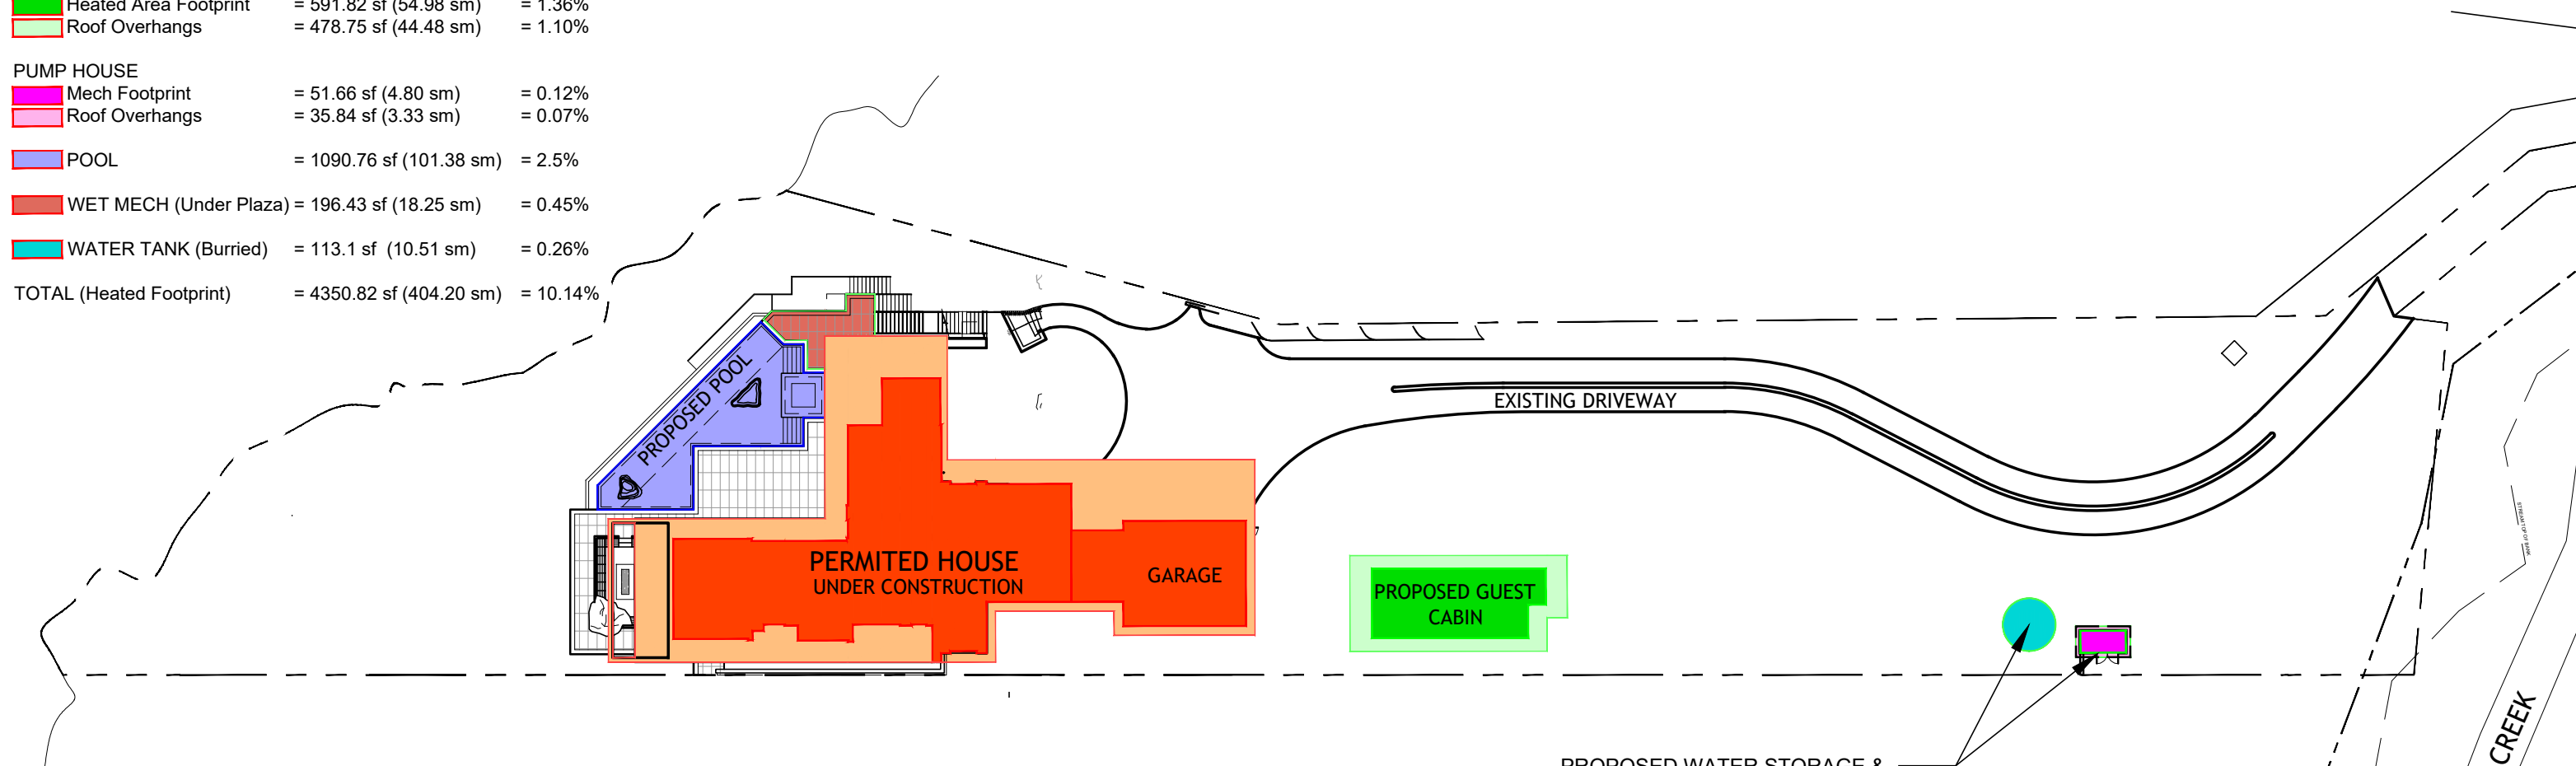 Heated Area Footprint = 591.82 sf (54.98 sm) = 1.36%
Roof Overhangs = 478.75 sf (44.48 sm) = 1.10%
PUMP HOUSE
Mech Footprint = 51.66 sf (4.80 sm) = 0.12%
Roof Overhangs = 35.84 sf (3.33 sm) = 0.07%
POOL = 1090.76 sf (101.38 sm) = 2.5%
WET MECH (Under Plaza) = 196.43 sf (18.25 sm) = 0.45%
WATER TANK (Burried) = 113.1 sf (10.51 sm) = 0.26%
TOTAL (Heated Footprint) = 4350.82 sf (404.20 sm) = 10.14%
PROPOSED POOL
EXISTING DRIVEWAY
PERMITED HOUSE
UNDER CONSTRUCTION
GARAGE
PROPOSED GUEST
CABIN
STREAM TOP OF BANK
CREEK
PROPOSED WATER STORAGE &